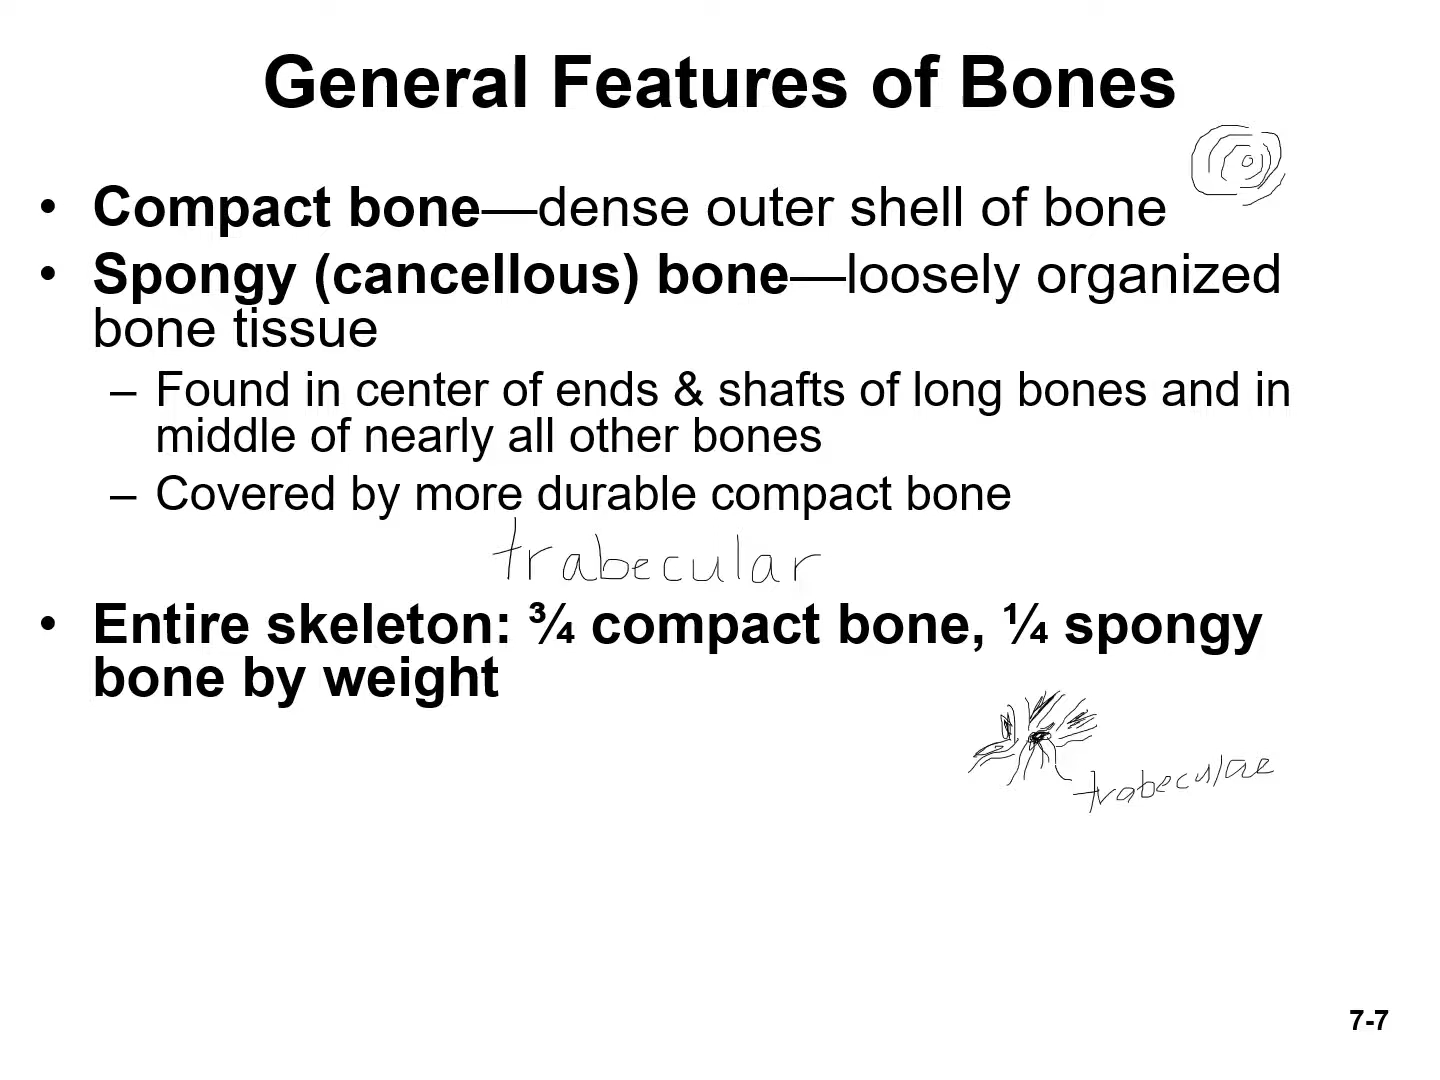 General Features of Bones
• Compact bone—dense outer shell of bone
• Spongy (cancellous) bone—loosely organized
bone tissue
– Found in center of ends & shafts of long bones and in
middle of nearly all other bones
– Covered by more durable compact bone
trabecular
• Entire skeleton: ¾ compact bone, ¼ spongy
bone by weight
trabeculae
7-7